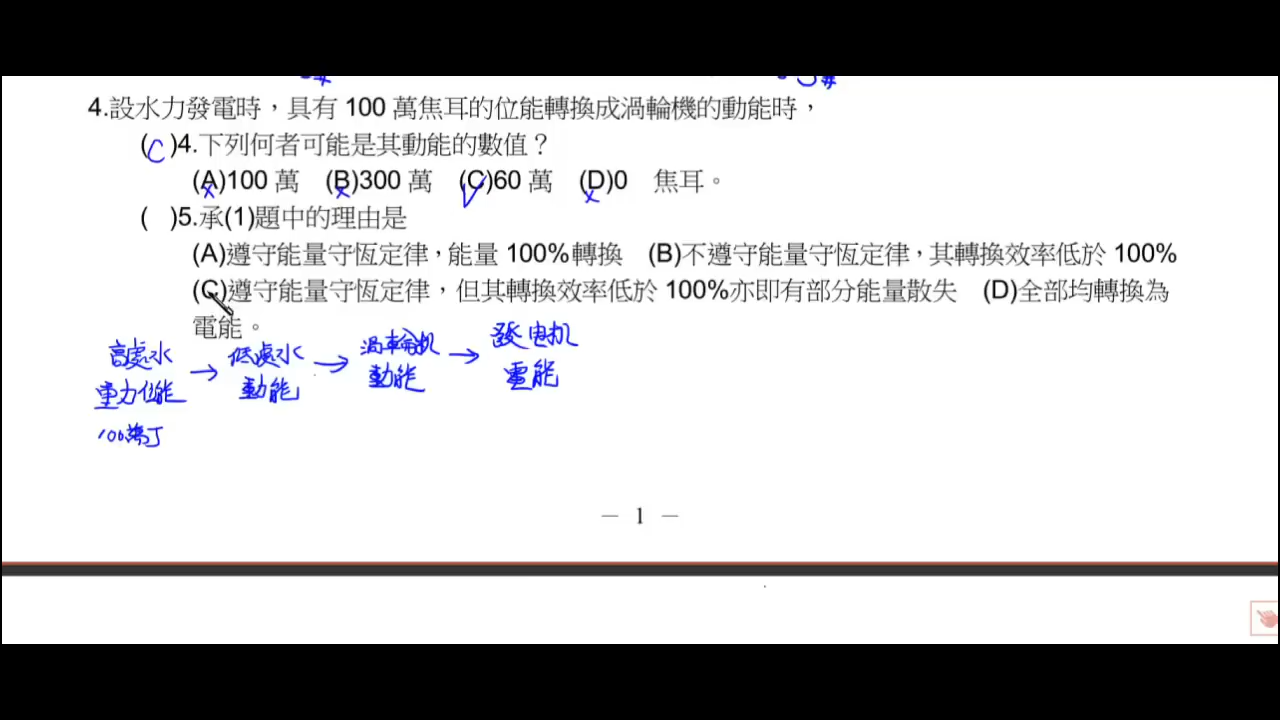 4.設水力發電時，具有 100 萬焦耳的位能轉換成渦輪機的動能時，
(C)4.下列何者可能是其動能的數值？
(A)100 萬 (B)300 萬 (C)60 萬 (D)0 焦耳。
( )5.承(1)題中的理由是
(A)遵守能量守恆定律，能量 100%轉換 (B)不遵守能量守恆定律，其轉換效率低於 100%
(C)遵守能量守恆定律，但其轉換效率低於 100%亦即有部分能量散失 (D)全部均轉換為
電能。
高處水 → 低處水 → 渦輪机 → 發电机
重力位能 動能 動能 電能
100萬J
— 1 —